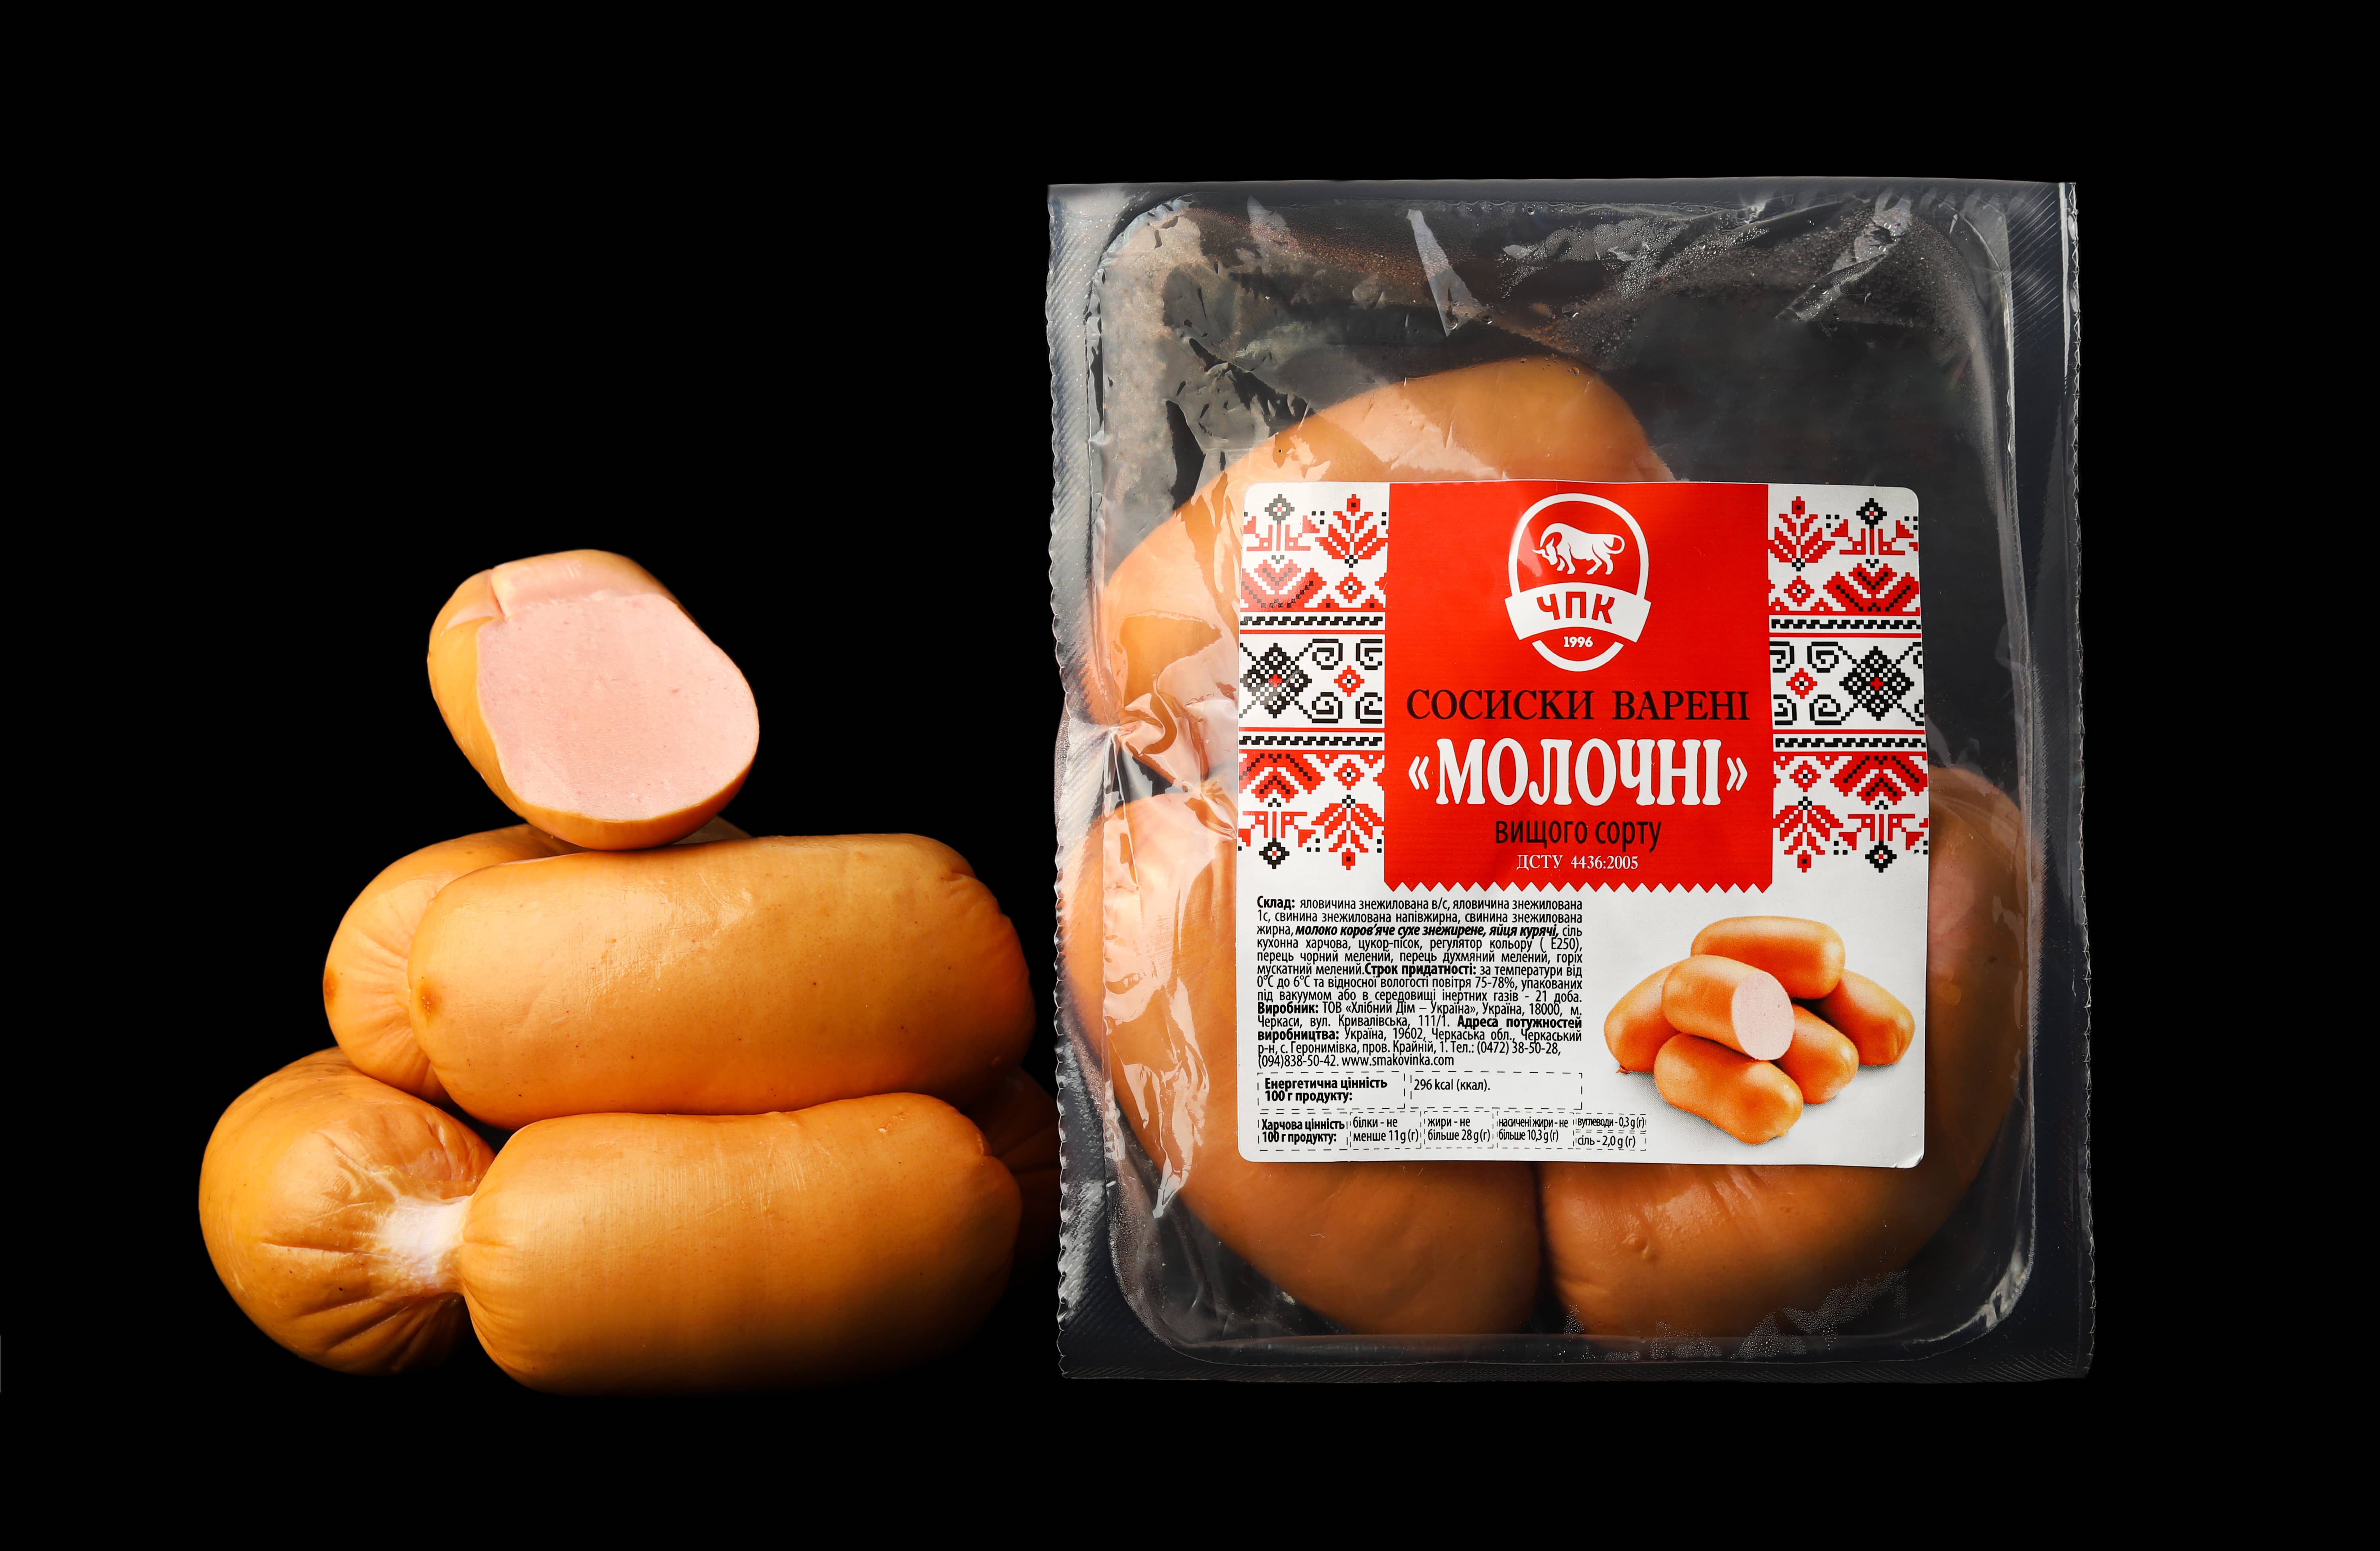 ЧПК
1996
СОСИСКИ ВАРЕНІ
«МОЛОЧНІ»
вищого сорту
ДСТУ 4436:2005
Склад: яловичина знежилована в/с, яловичина знежилована
1с, свинина знежилована напівжирна, свинина знежилована
жирна, молоко коров'яче сухе знежирене, яйця курячі, сіль
кухонна харчова, цукор-пісок, регулятор кольору ( Е250),
перець чорний мелений, перець духмяний мелений, горіх
мускатний мелений.Строк придатності: за температури від
0°С до 6°С та відносної вологості повітря 75-78%, упакованих
під вакуумом або в середовищі інертних газів - 21 доба.
Виробник: ТОВ «Хлібний Дім – Україна», Україна, 18000, м.
Черкаси, вул. Кривалівська, 111/1. Адреса потужностей
виробництва: Україна, 19602, Черкаська обл., Черкаський
р-н, с. Геронимівка, пров. Крайній, 1. Тел.: (0472) 38-50-28,
(094)838-50-42. www.smakovinka.com
Енергетична цінність
100 г продукту:
296 kcal (ккал).
Харчова цінність
100 г продукту:
білки - не
менше 11 g (г)
жири - не
більше 28 g (г)
насичені жири - не
більше 10,3 g (г)
вуглеводи - 0,3 g (г)
сіль - 2,0 g (г)